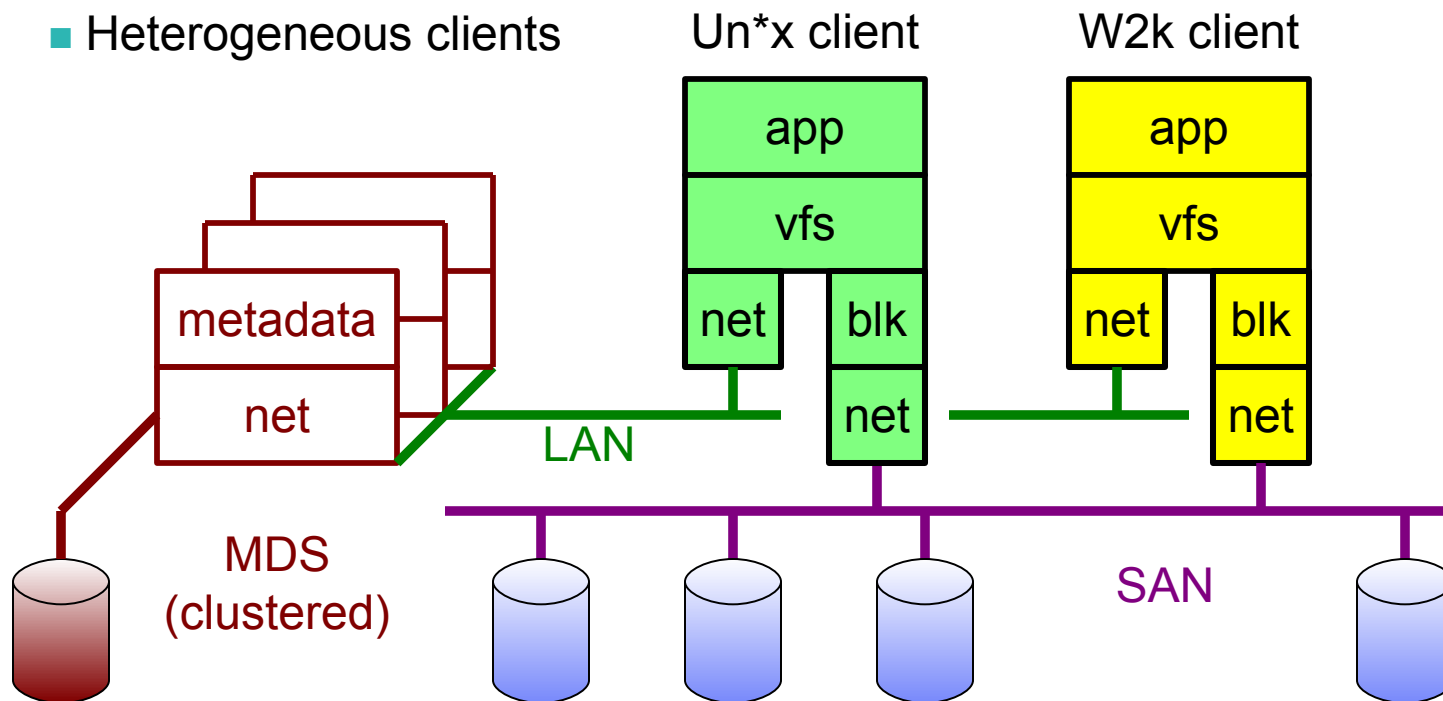 Heterogeneous clients
Un*x client
W2k client
app
app
vfs
vfs
metadata
net
blk
net
blk
net
net
net
LAN
MDS
(clustered)
SAN